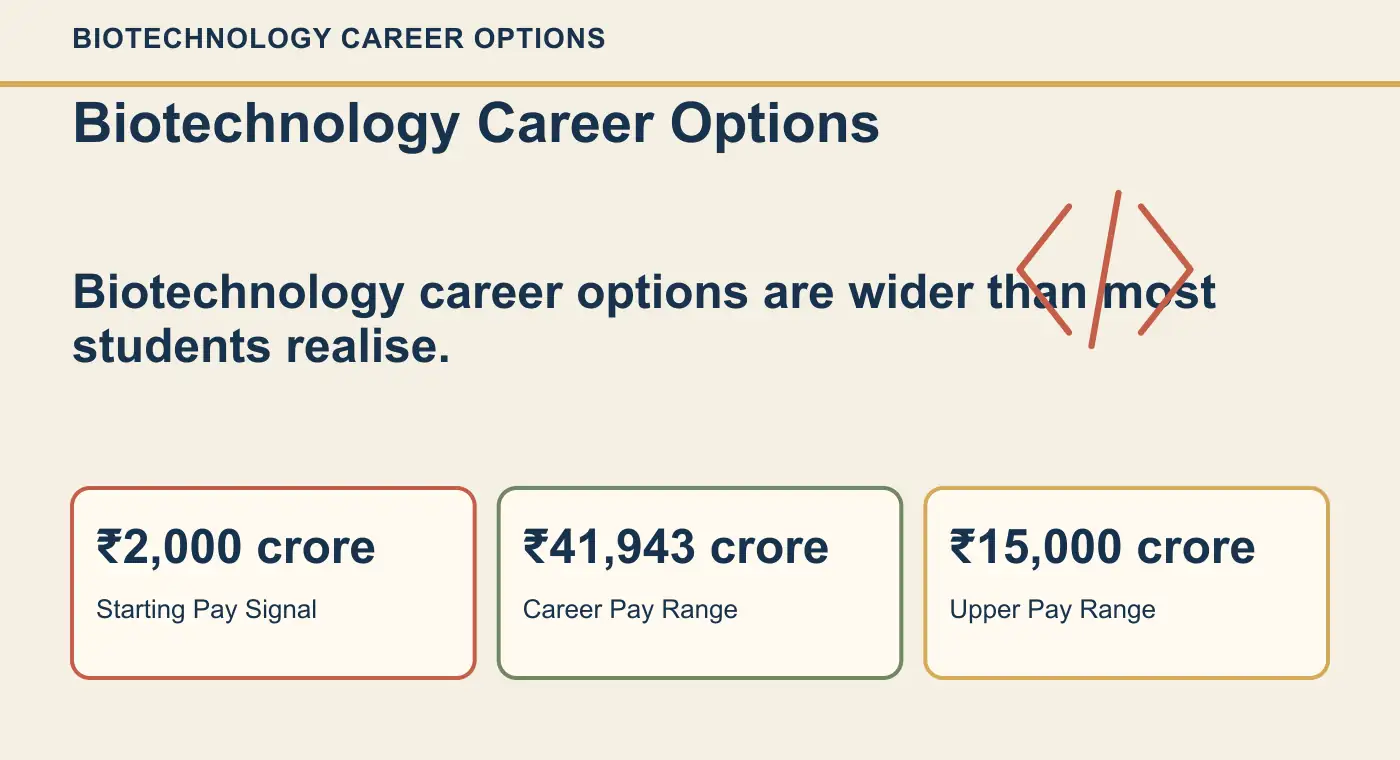 BIOTECHNOLOGY CAREER OPTIONS
Biotechnology Career Options
Biotechnology career options are wider than most
students realise.
₹2,000 crore
Starting Pay Signal
₹41,943 crore
Career Pay Range
₹15,000 crore
Upper Pay Range